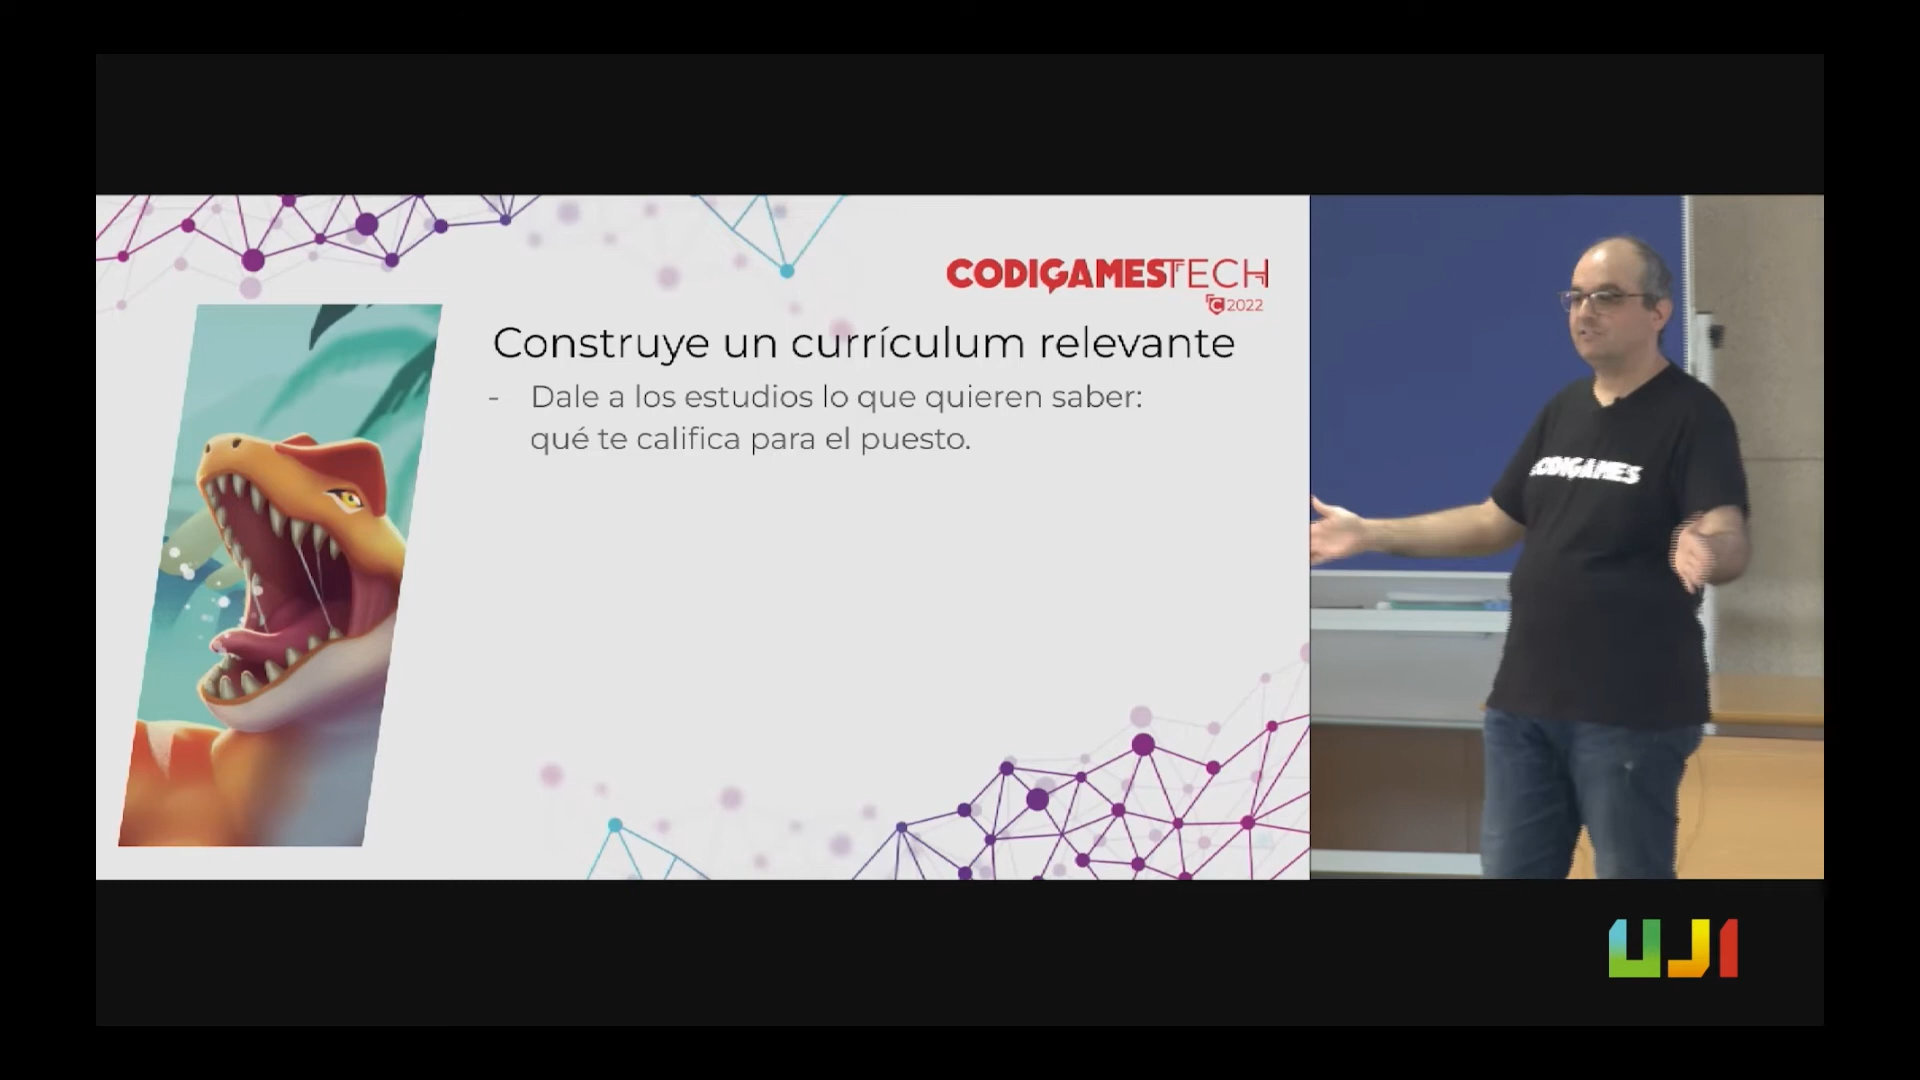 CODIGAMESTECH
C2022
Construye un currículum relevante
- Dale a los estudios lo que quieren saber:
qué te califica para el puesto.
CODIGAMES
UJI